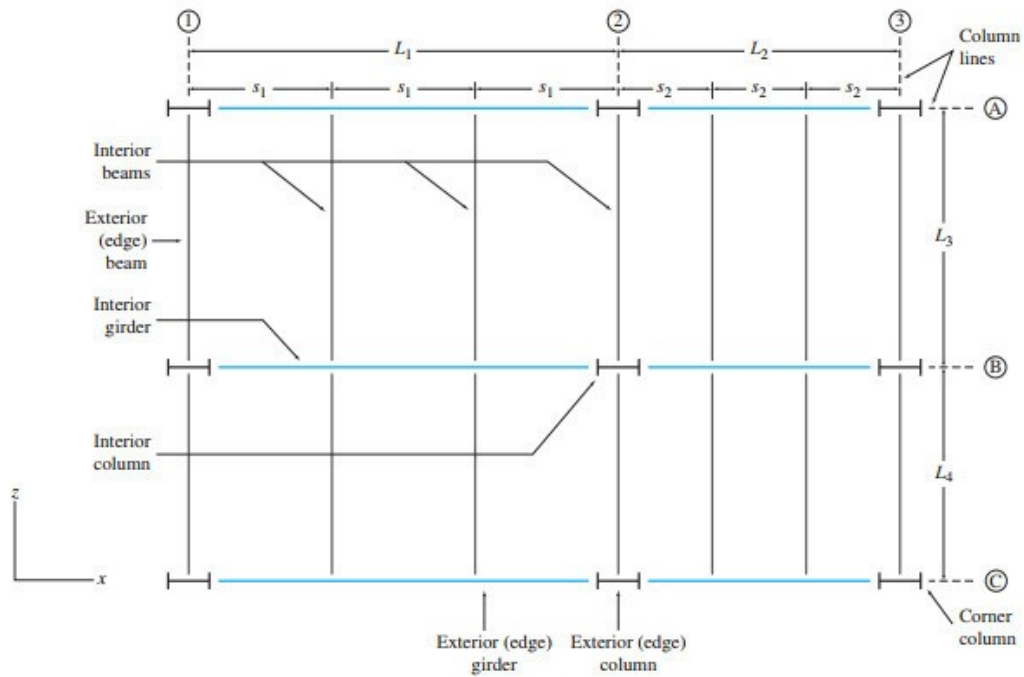 1
2
3
L₁
L₂
Column
lines
s₁
s₁
s₁
s₂
s₂
s₂
A
Interior
beams
Exterior
(edge)
beam
L₃
Interior
girder
B
Interior
column
L₄
z
x
C
Exterior (edge)
girder
Exterior (edge)
column
Corner
column